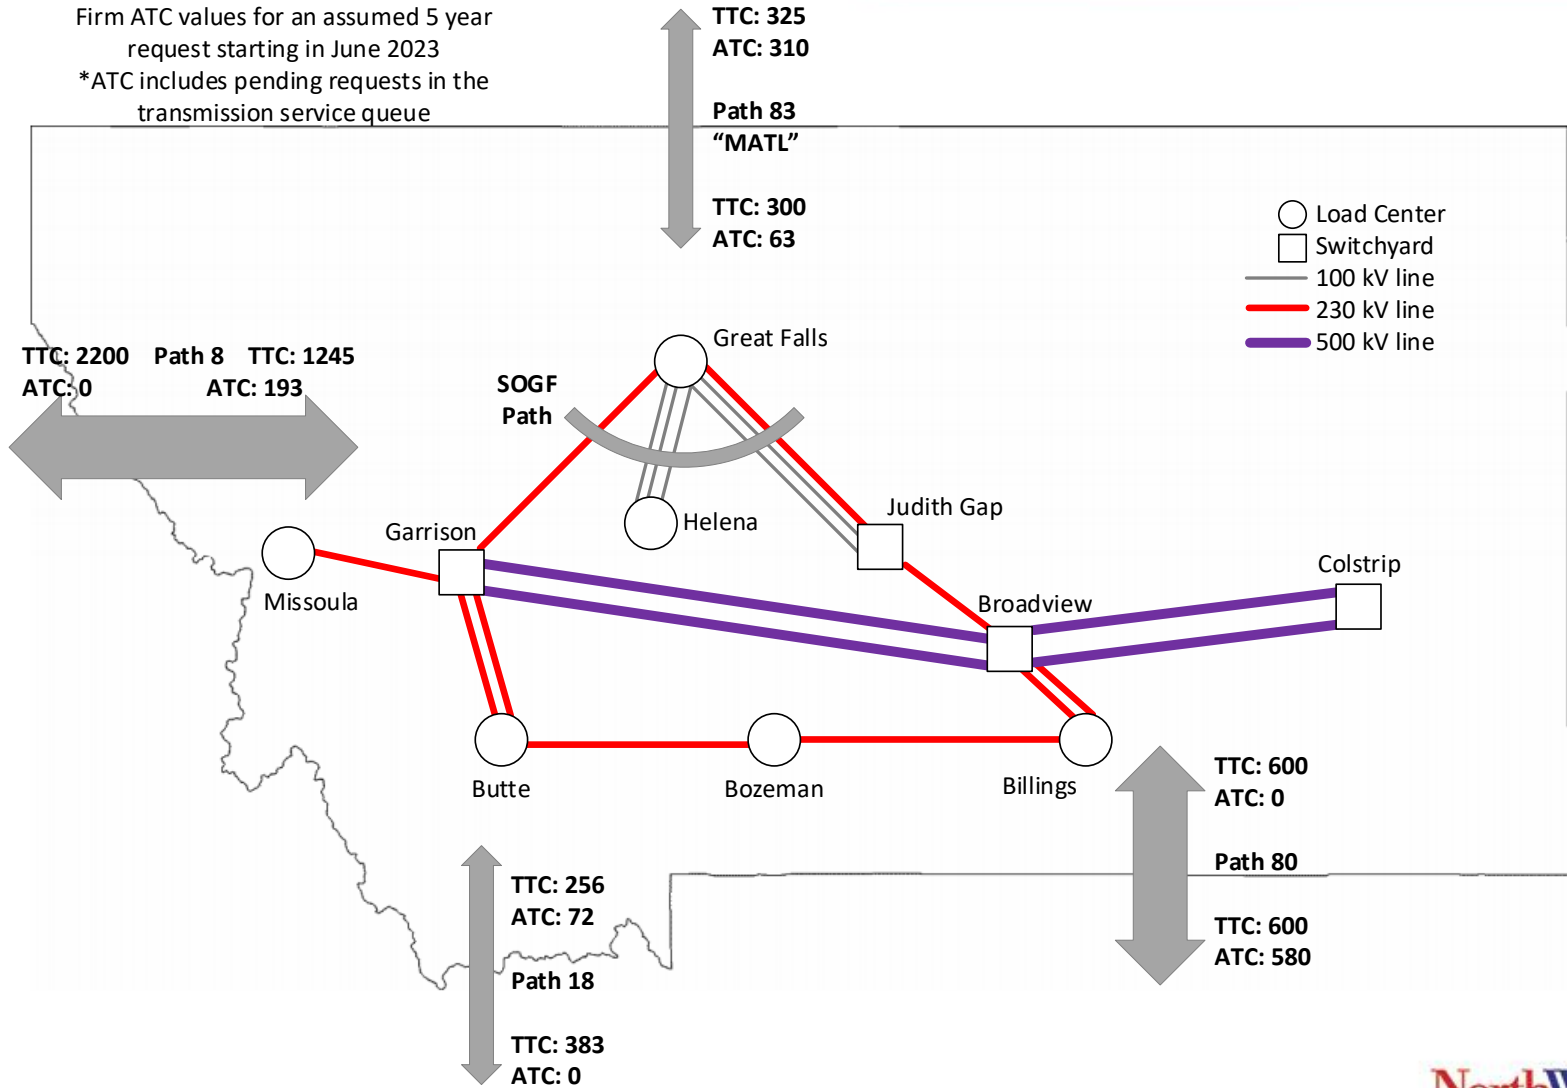 Firm ATC values for an assumed 5 year
request starting in June 2023
*ATC includes pending requests in the
transmission service queue
TTC: 325
ATC: 310
Path 83
“MATL”
TTC: 300
ATC: 63
Load Center
Switchyard
100 kV line
230 kV line
500 kV line
TTC: 2200 Path 8 TTC: 1245
ATC: 0 ATC: 193
SOGF
Path
Great Falls
Helena
Judith Gap
Garrison
Missoula
Broadview
Colstrip
Butte
Bozeman
Billings
TTC: 600
ATC: 0
Path 80
TTC: 600
ATC: 580
TTC: 256
ATC: 72
Path 18
TTC: 383
ATC: 0